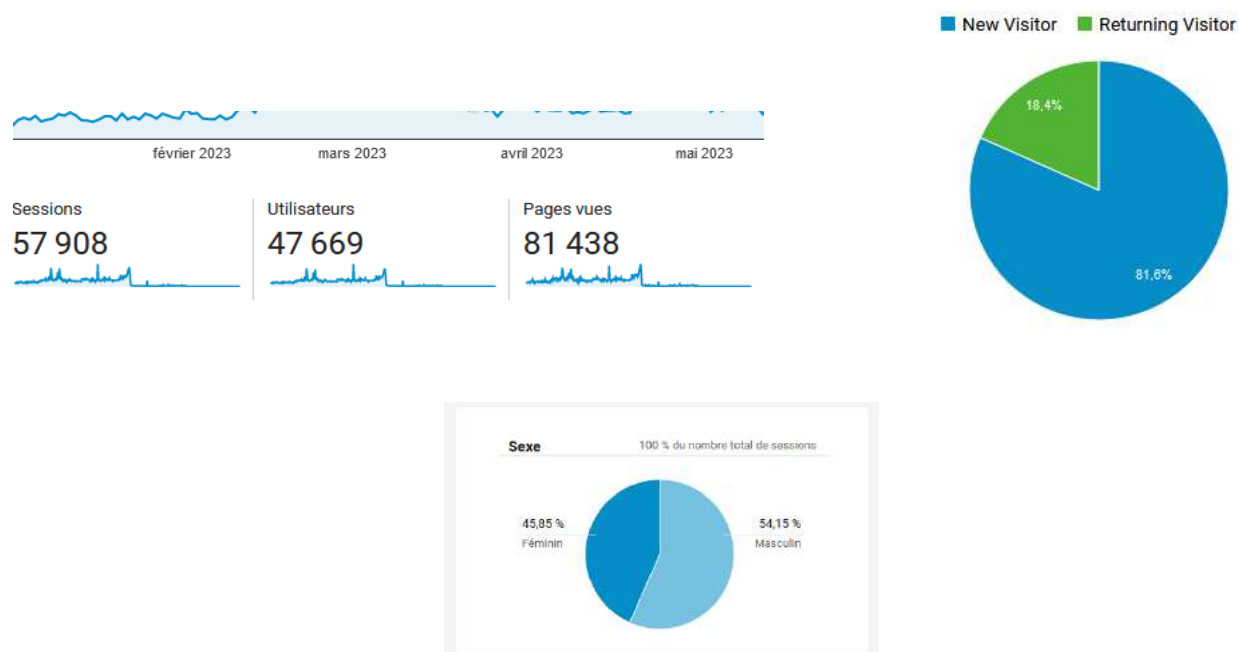 New Visitor Returning Visitor
18,4%
81,6%
février 2023 mars 2023 avril 2023 mai 2023
Sessions Utilisateurs Pages vues
57 908 47 669 81 438
Sexe 100 % du nombre total de sessions
45,85 % 54,15 %
Féminin Masculin